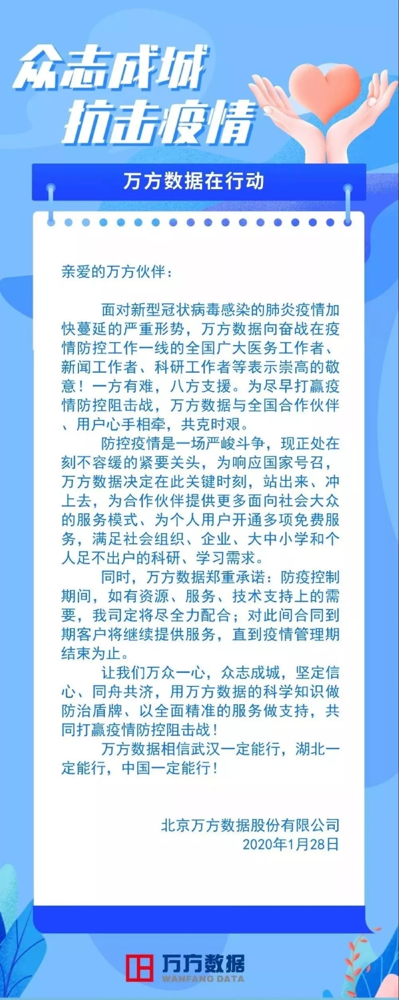 众志成城
抗击疫情
万方数据在行动
亲爱的万方伙伴：
面对新型冠状病毒感染的肺炎疫情加
快蔓延的严重形势，万方数据向奋战在疫
情防控工作一线的全国广大医务工作者、
新闻工作者、科研工作者等表示崇高的敬
意！一方有难，八方支援。为尽早打赢疫
情防控阻击战，万方数据与全国合作伙伴
、用户心手相牵，共克时艰。
防控疫情是一场严峻斗争，现正处在
刻不容缓的紧要关头，为响应国家号召，
万方数据决定在此关键时刻，站出来、冲
上去，为合作伙伴提供更多面向社会大众
的服务模式、为个人用户开通多项免费服
务，满足社会组织、企业、大中小学和个
人足不出户的科研、学习需求。
同时，万方数据郑重承诺：防疫控制
期间，如有资源、服务、技术支持上的需
要，我司定将尽全力配合；对此间合同到
期客户将继续提供服务，直到疫情管理期
结束为止。
让我们万众一心，众志成城，坚定信
心、同舟共济，用万方数据的科学知识做
防治盾牌、以全面精准的服务做支持，共
同打赢疫情防控阻击战！
万方数据相信武汉一定能行，湖北一
定能行，中国一定能行！
北京万方数据股份有限公司
2020年1月28日
万方数据
WANFANG DATA